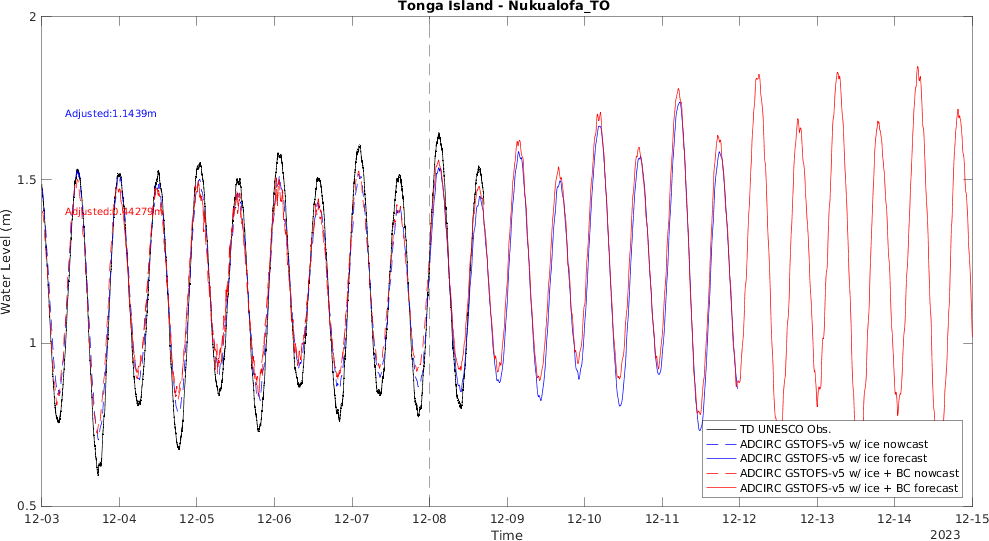 Tonga Island - Nukualofa_TO
2
Adjusted:1.1439m
1.5
Adjusted:0.44279m
Water Level (m)
1
TD UNESCO Obs.
ADCIRC GSTOFS-v5 w/ ice nowcast
ADCIRC GSTOFS-v5 w/ ice forecast
ADCIRC GSTOFS-v5 w/ ice + BC nowcast
ADCIRC GSTOFS-v5 w/ ice + BC forecast
0.5
12-03 12-04 12-05 12-06 12-07 12-08 12-09 12-10 12-11 12-12 12-13 12-14 12-15
Time
2023